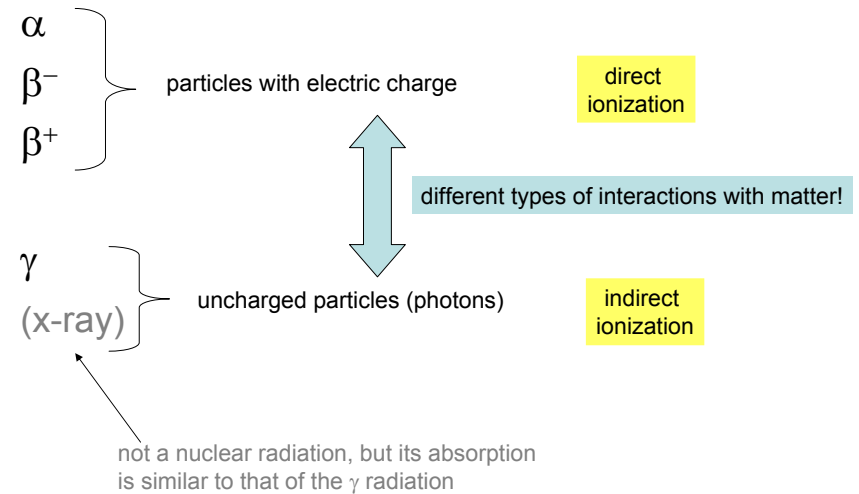 α
β⁻
β⁺
particles with electric charge
direct
ionization
different types of interactions with matter!
γ
(x-ray)
uncharged particles (photons)
indirect
ionization
not a nuclear radiation, but its absorption
is similar to that of the γ radiation